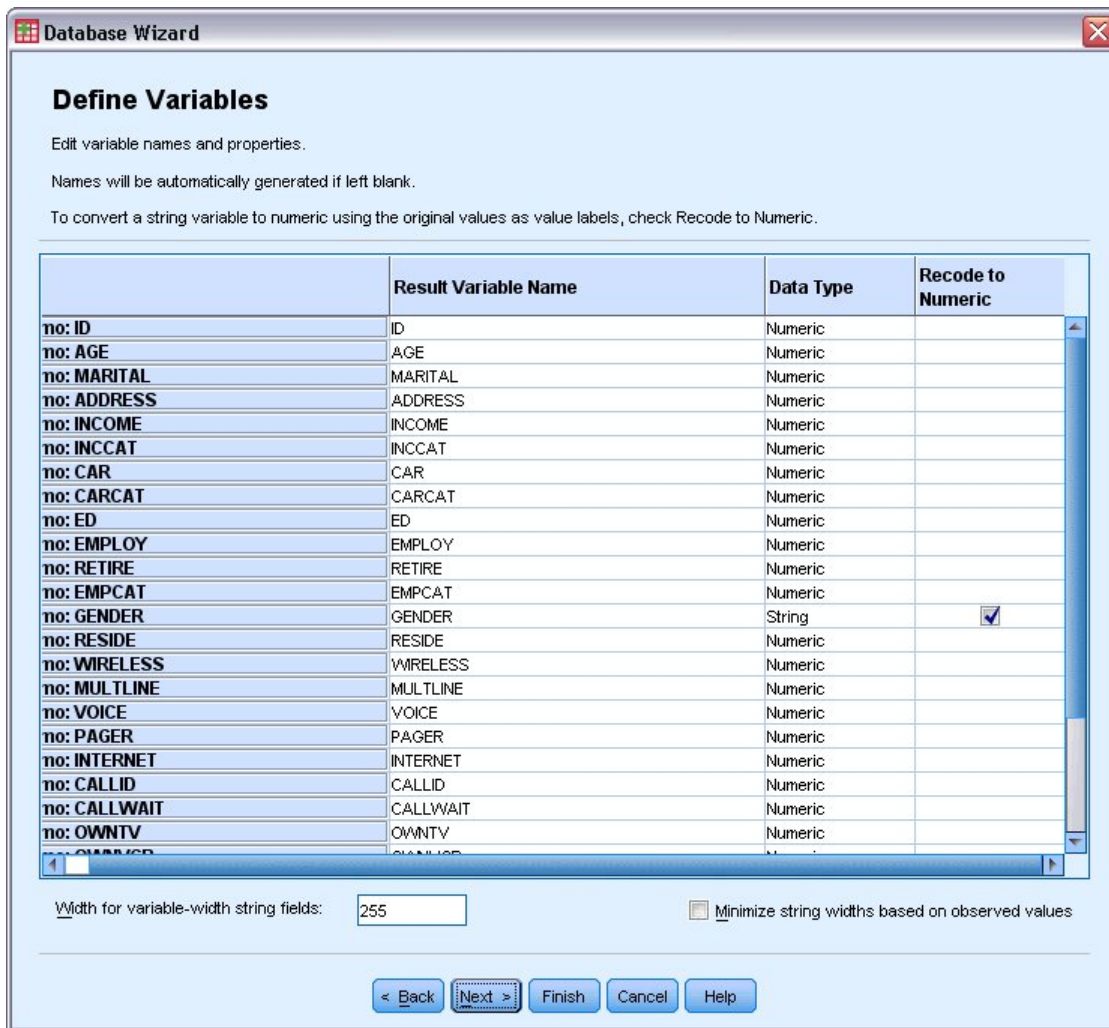 Database Wizard
Define Variables
Edit variable names and properties.
Names will be automatically generated if left blank.
To convert a string variable to numeric using the original values as value labels, check Recode to Numeric.
Result Variable Name Data Type Recode to Numeric
no: ID ID Numeric
no: AGE AGE Numeric
no: MARITAL MARITAL Numeric
no: ADDRESS ADDRESS Numeric
no: INCOME INCOME Numeric
no: INCCAT INCCAT Numeric
no: CAR CAR Numeric
no: CARCAT CARCAT Numeric
no: ED ED Numeric
no: EMPLOY EMPLOY Numeric
no: RETIRE RETIRE Numeric
no: EMPCAT EMPCAT Numeric
no: GENDER GENDER String
no: RESIDE RESIDE Numeric
no: WIRELESS WIRELESS Numeric
no: MULTLINE MULTLINE Numeric
no: VOICE VOICE Numeric
no: PAGER PAGER Numeric
no: INTERNET INTERNET Numeric
no: CALLID CALLID Numeric
no: CALLWAIT CALLWAIT Numeric
no: OWNTV OWNTV Numeric
Width for variable-width string fields: 255 Minimize string widths based on observed values
< Back Next > Finish Cancel Help